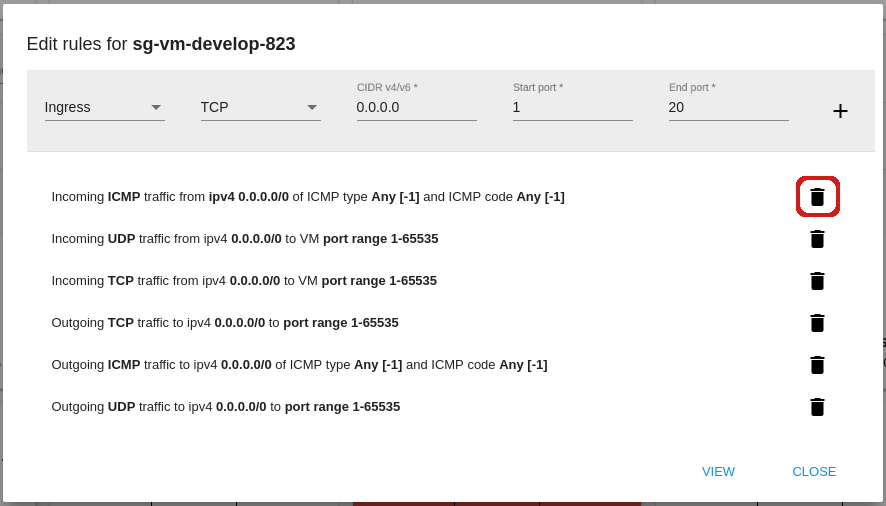 Edit rules for sg-vm-develop-823
CIDR v4/v6 * Start port * End port *
Ingress TCP 0.0.0.0 1 20
Incoming ICMP traffic from ipv4 0.0.0.0/0 of ICMP type Any [-1] and ICMP code Any [-1]
Incoming UDP traffic from ipv4 0.0.0.0/0 to VM port range 1-65535
Incoming TCP traffic from ipv4 0.0.0.0/0 to VM port range 1-65535
Outgoing TCP traffic to ipv4 0.0.0.0/0 to port range 1-65535
Outgoing ICMP traffic to ipv4 0.0.0.0/0 of ICMP type Any [-1] and ICMP code Any [-1]
Outgoing UDP traffic to ipv4 0.0.0.0/0 to port range 1-65535
VIEW CLOSE